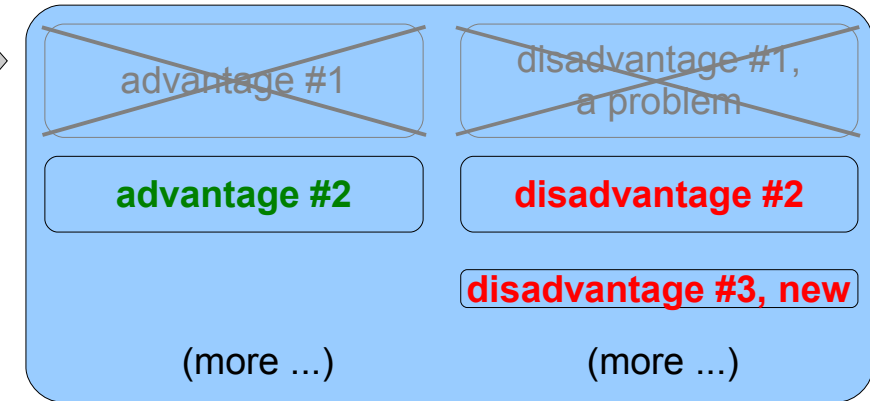 advantage #1
disadvantage #1,
a problem
advantage #2
disadvantage #2
disadvantage #3, new
(more ...)
(more ...)